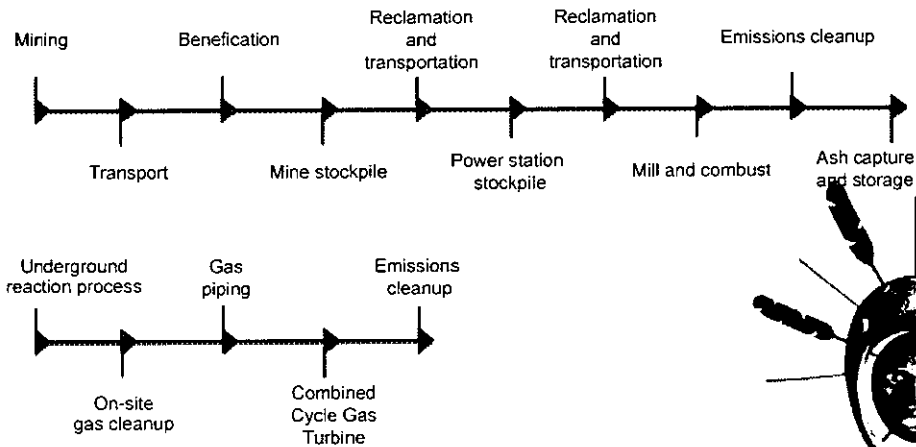 Mining
Benefication
Reclamation
and
transportation
Reclamation
and
transportation
Emissions cleanup
Transport
Mine stockpile
Power station
stockpile
Mill and combust
Ash capture
and storage
Underground
reaction process
Gas
piping
Emissions
cleanup
On-site
gas cleanup
Combined
Cycle Gas
Turbine